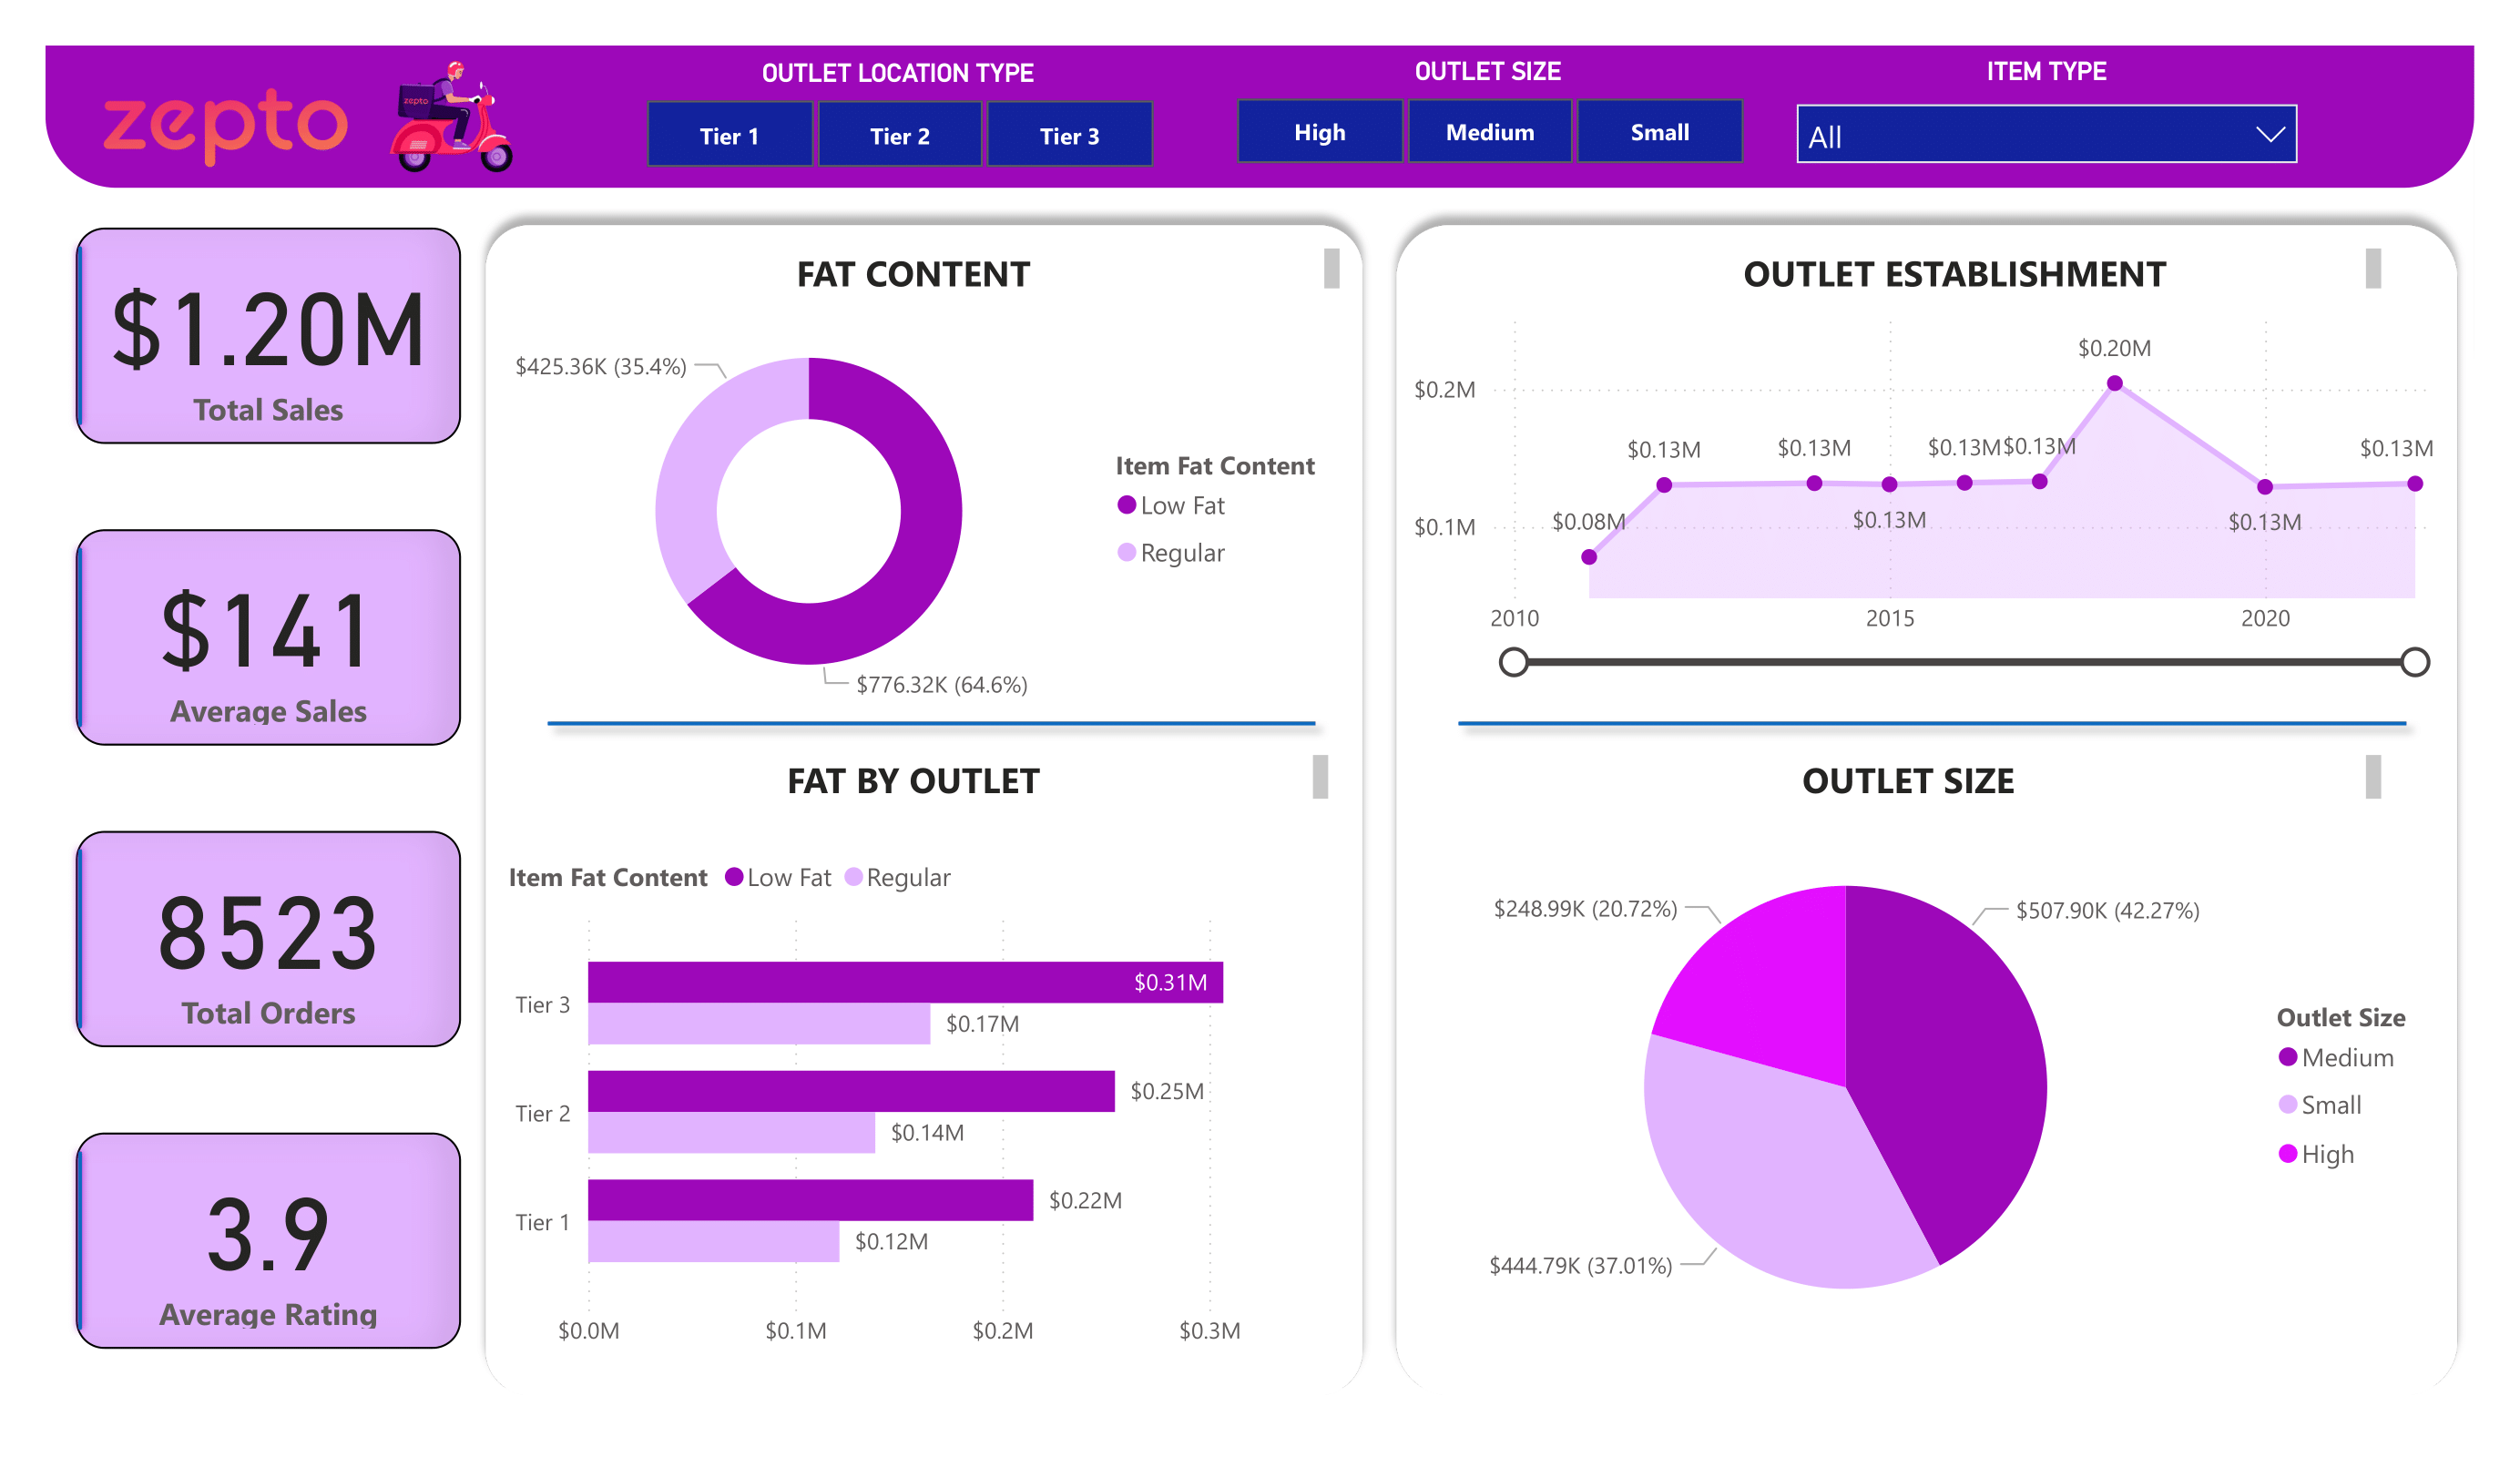 zepto
zepto
OUTLET LOCATION TYPE
Tier 1
Tier 2
Tier 3
OUTLET SIZE
High
Medium
Small
ITEM TYPE
All
$1.20M
Total Sales
$141
Average Sales
8523
Total Orders
3.9
Average Rating
FAT CONTENT
$425.36K (35.4%)
$776.32K (64.6%)
Item Fat Content
Low Fat
Regular
FAT BY OUTLET
Item Fat Content Low Fat Regular
Tier 3
$0.31M
$0.17M
Tier 2
$0.25M
$0.14M
Tier 1
$0.22M
$0.12M
$0.0M $0.1M $0.2M $0.3M
OUTLET ESTABLISHMENT
$0.2M
$0.1M
$0.08M
$0.13M
$0.13M
$0.13M
$0.13M
$0.13M
$0.20M
$0.13M
$0.13M
2010 2015 2020
OUTLET SIZE
$248.99K (20.72%)
$507.90K (42.27%)
$444.79K (37.01%)
Outlet Size
Medium
Small
High